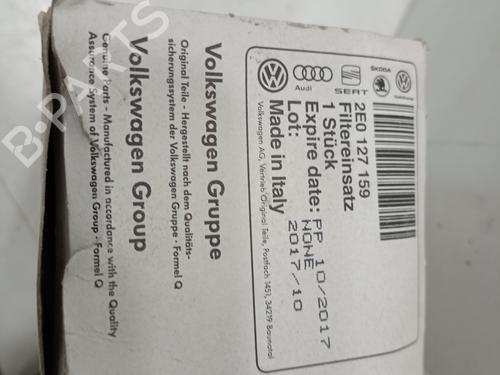 Volkswagen Gruppe
Original Teile - Hergestellt nach dem Qualitäts-
sicherungssystem der Volkswagen Gruppe - Formel Q
Volkswagen Group
Genuine Parts - Manufactured in accordance with the Quality
Assurance System of Volkswagen Group - Formel Q
Audi
SEAT
ŠKODA
2E0 127 159
Filtereinsatz
1 Stück PP 10/2017
Expire date: NONE
Lot: 2017/10
Made in Italy
Volkswagen AG, Vertrieb Original Teile, Postfach 1451, 34219 Baunatal
B-PARTS